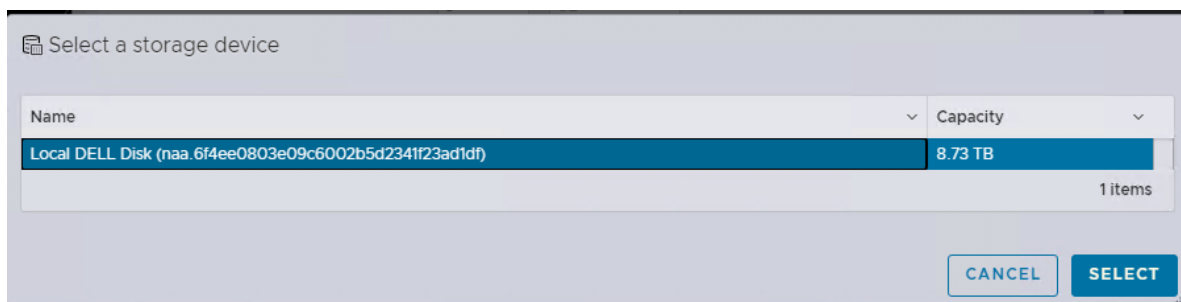 Select a storage device
Name Capacity
Local DELL Disk (naa.6f4ee0803e09c6002b5d2341f23ad1df) 8.73 TB
1 items
CANCEL SELECT